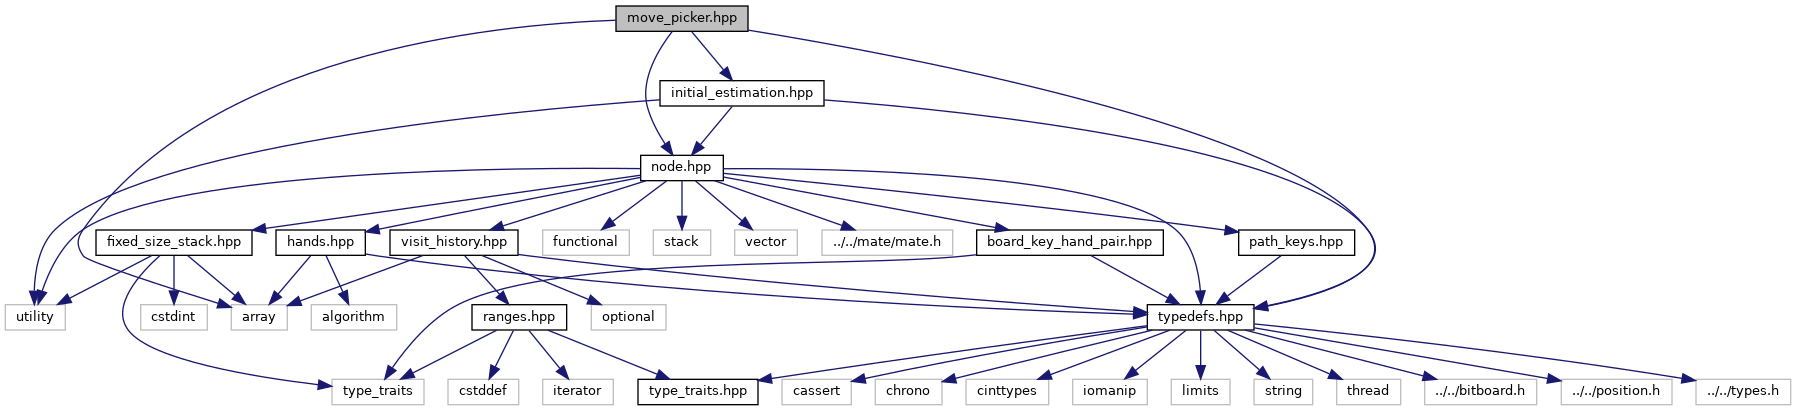 move_picker.hpp
initial_estimation.hpp
node.hpp
fixed_size_stack.hpp
hands.hpp
visit_history.hpp
functional
stack
vector
../../mate/mate.h
board_key_hand_pair.hpp
path_keys.hpp
utility
cstdint
array
algorithm
ranges.hpp
optional
typedefs.hpp
type_traits
cstddef
iterator
type_traits.hpp
cassert
chrono
cinttypes
iomanip
limits
string
thread
../../bitboard.h
../../position.h
../../types.h